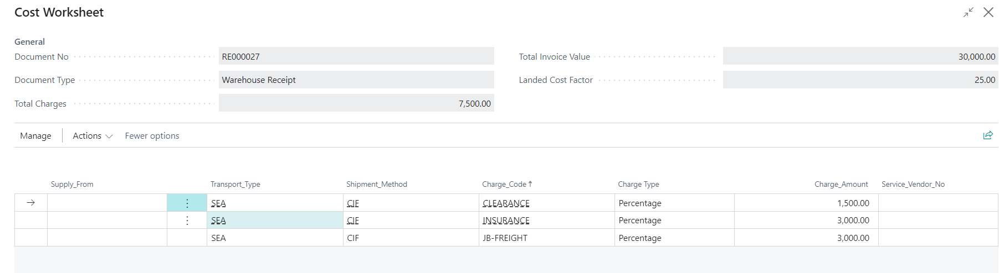 Cost Worksheet
General
Document No RE000027 Total Invoice Value 30,000.00
Document Type Warehouse Receipt Landed Cost Factor 25.00
Total Charges 7,500.00
Manage Actions Fewer options
Supply_From Transport_Type Shipment_Method Charge_Code↑ Charge Type Charge_Amount Service_Vendor_No
SEA CIF CLEARANCE Percentage 1,500.00
SEA CIF INSURANCE Percentage 3,000.00
SEA CIF JB-FREIGHT Percentage 3,000.00